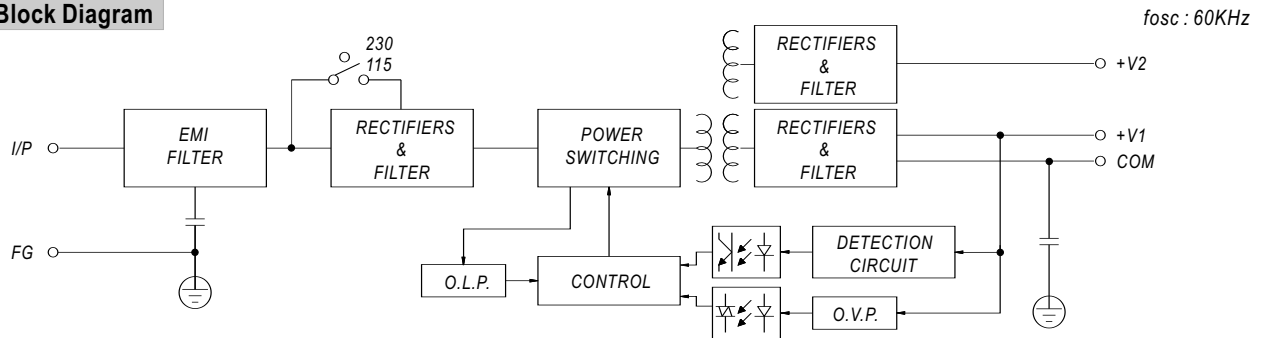 Block Diagram
fosc : 60KHz
230
115
I/P
EMI
FILTER
RECTIFIERS
&
FILTER
POWER
SWITCHING
RECTIFIERS
&
FILTER
+V2
RECTIFIERS
&
FILTER
+V1
COM
FG
O.L.P.
CONTROL
DETECTION
CIRCUIT
O.V.P.